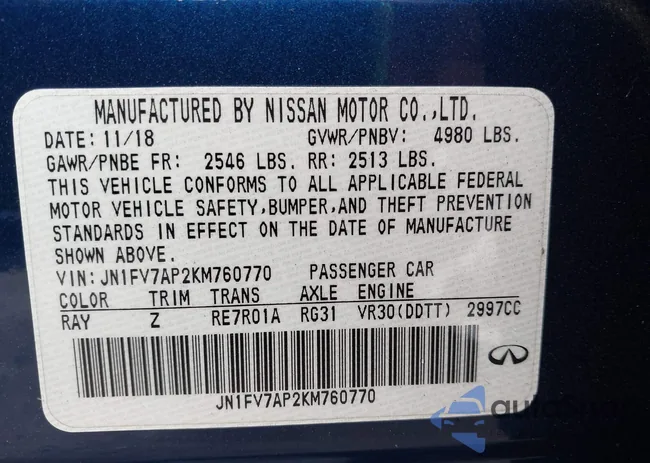 MANUFACTURED BY NISSAN MOTOR CO.,LTD.
DATE: 11/18 GVWR/PNBV: 4980 LBS.
GAWR/PNBE FR: 2546 LBS. RR: 2513 LBS.
THIS VEHICLE CONFORMS TO ALL APPLICABLE FEDERAL
MOTOR VEHICLE SAFETY,BUMPER,AND THEFT PREVENTION
STANDARDS IN EFFECT ON THE DATE OF MANUFACTURE
SHOWN ABOVE.
VIN: JN1FV7AP2KM760770 PASSENGER CAR
COLOR TRIM TRANS AXLE ENGINE
RAY Z RE7R01A RG31 VR30(DDTT) 2997CC
JN1FV7AP2KM760770